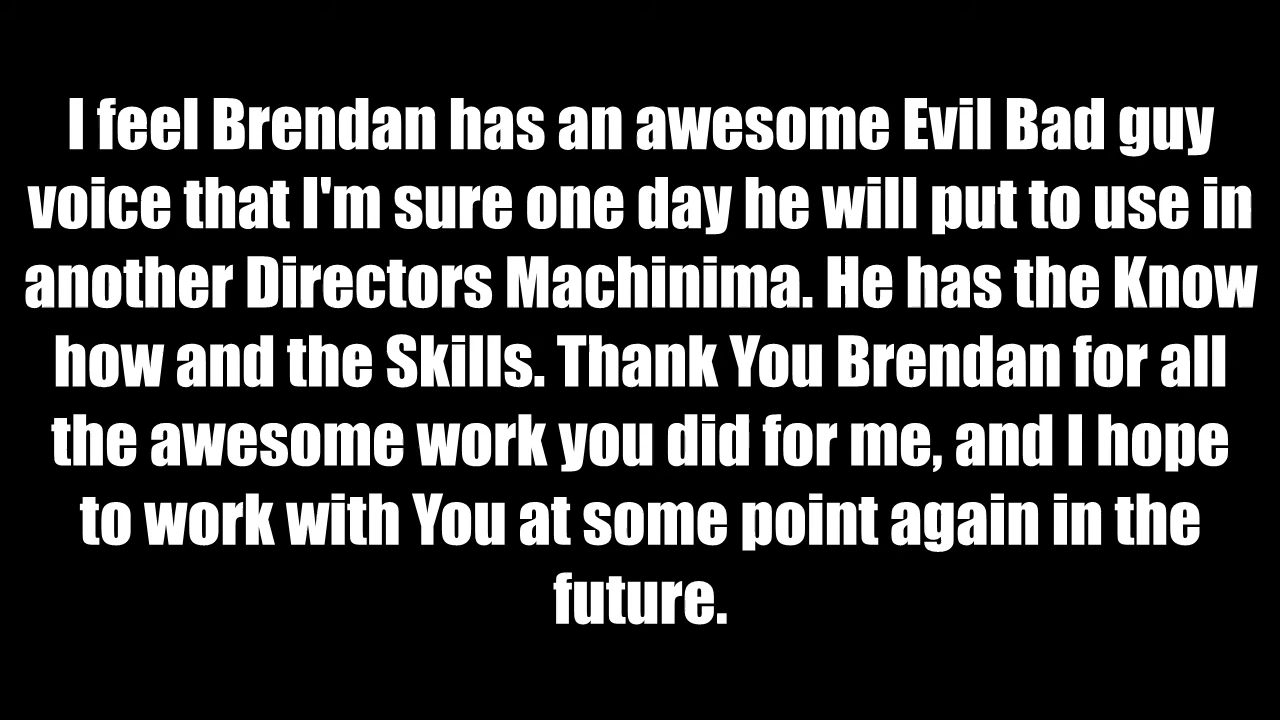 I feel Brendan has an awesome Evil Bad guy
voice that I'm sure one day he will put to use in
another Directors Machinima. He has the Know
how and the Skills. Thank You Brendan for all
the awesome work you did for me, and I hope
to work with You at some point again in the
future.